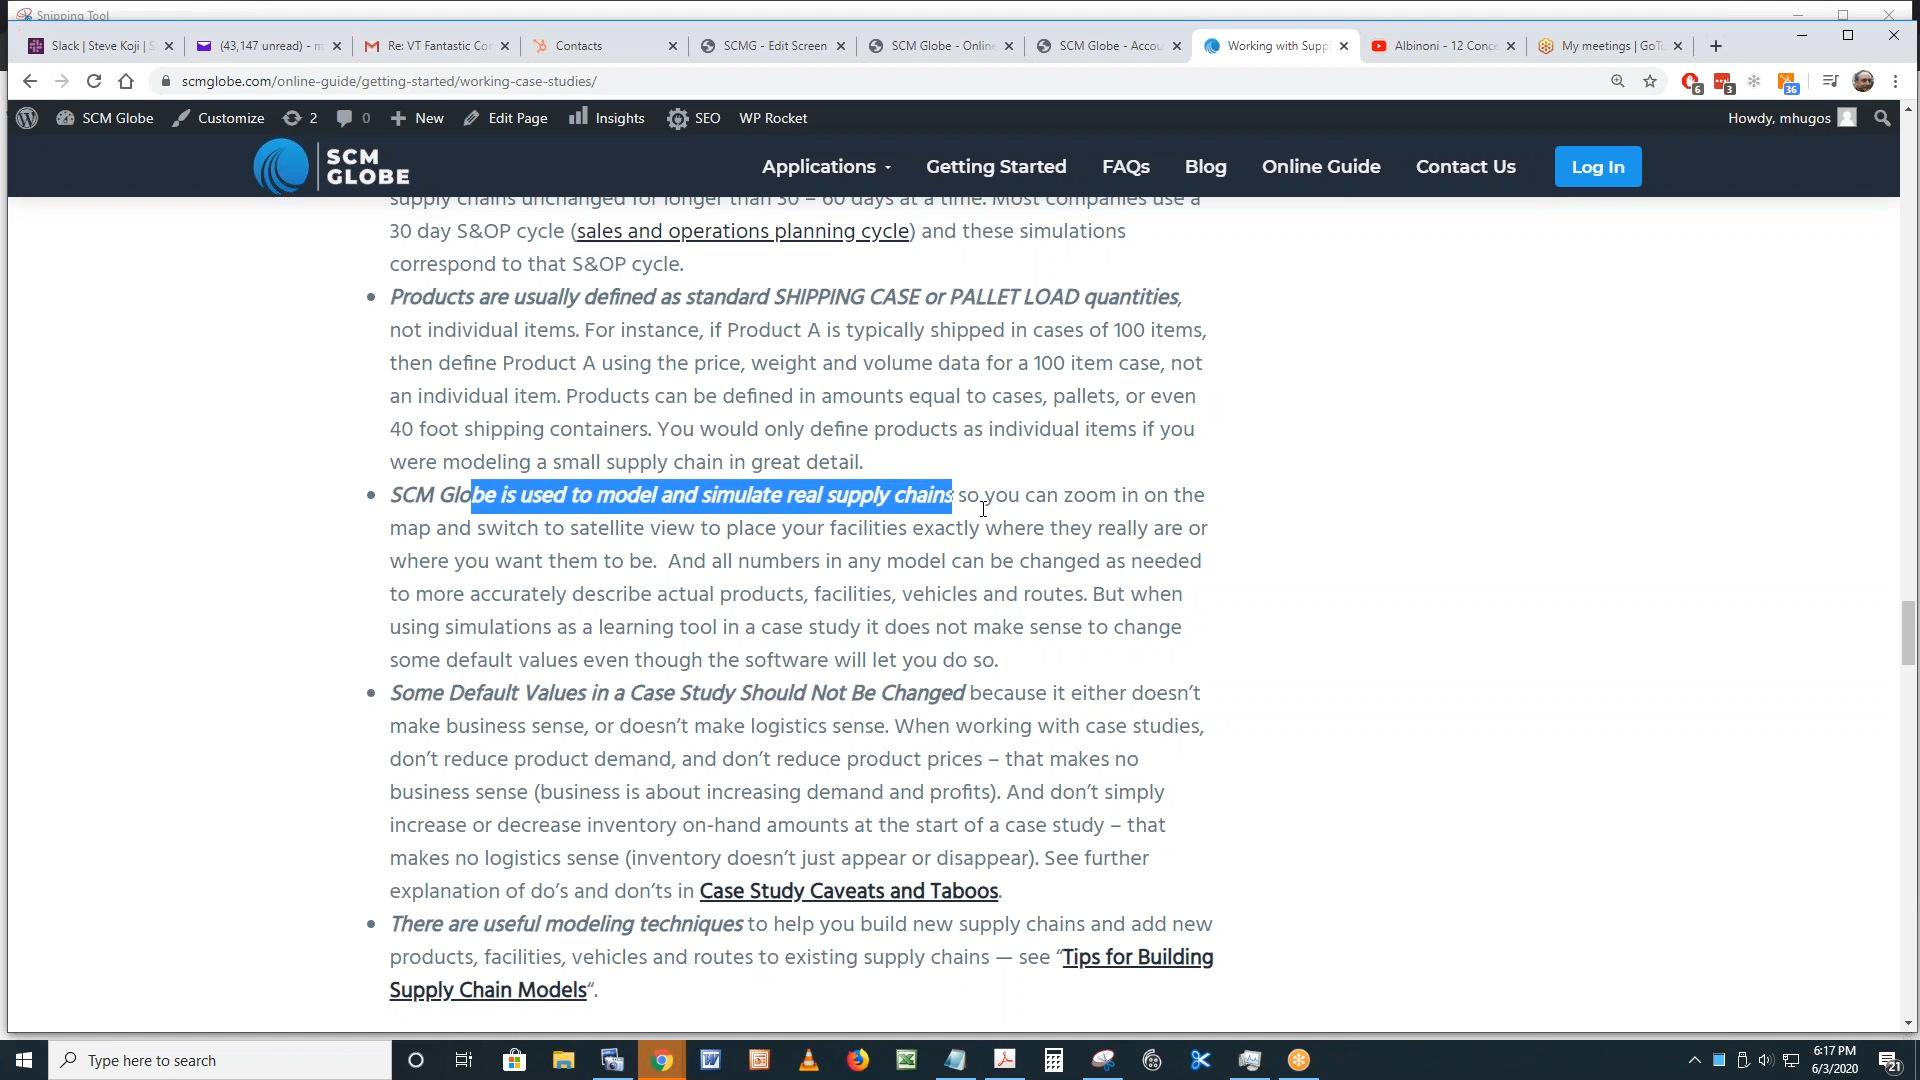 Snipping Tool
Slack | Steve Koji | S
(43,147 unread) - m
Re: VT Fantastic Co
Contacts
SCMG - Edit Screen
SCM Globe - Online
SCM Globe - Accou
Working with Supp
Albinoni - 12 Conce
My meetings | GoTo
scmglobe.com/online-guide/getting-started/working-case-studies/
6
3
36
SCM Globe
Customize
2
0
New
Edit Page
Insights
SEO
WP Rocket
Howdy, mhugos
SCM
GLOBE
Applications
Getting Started
FAQs
Blog
Online Guide
Contact Us
Log In
supply chains unchanged for longer than 30 – 60 days at a time. Most companies use a
30 day S&OP cycle (sales and operations planning cycle) and these simulations
correspond to that S&OP cycle.
Products are usually defined as standard SHIPPING CASE or PALLET LOAD quantities,
not individual items. For instance, if Product A is typically shipped in cases of 100 items,
then define Product A using the price, weight and volume data for a 100 item case, not
an individual item. Products can be defined in amounts equal to cases, pallets, or even
40 foot shipping containers. You would only define products as individual items if you
were modeling a small supply chain in great detail.
SCM Globe is used to model and simulate real supply chains so you can zoom in on the
map and switch to satellite view to place your facilities exactly where they really are or
where you want them to be.  And all numbers in any model can be changed as needed
to more accurately describe actual products, facilities, vehicles and routes. But when
using simulations as a learning tool in a case study it does not make sense to change
some default values even though the software will let you do so.
Some Default Values in a Case Study Should Not Be Changed because it either doesn’t
make business sense, or doesn’t make logistics sense. When working with case studies,
don’t reduce product demand, and don’t reduce product prices – that makes no
business sense (business is about increasing demand and profits). And don’t simply
increase or decrease inventory on-hand amounts at the start of a case study – that
makes no logistics sense (inventory doesn’t just appear or disappear). See further
explanation of do’s and don’ts in Case Study Caveats and Taboos.
There are useful modeling techniques to help you build new supply chains and add new
products, facilities, vehicles and routes to existing supply chains — see “Tips for Building
Supply Chain Models“.
Type here to search
6:17 PM
6/3/2020
21